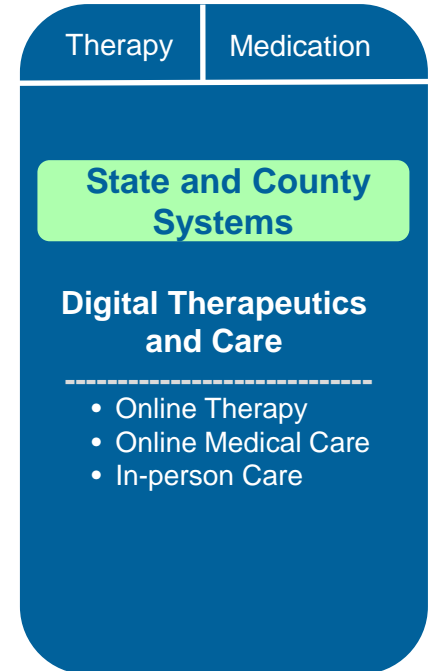 Therapy Medication
State and County
Systems
Digital Therapeutics
and Care
------------------------------
• Online Therapy
• Online Medical Care
• In-person Care